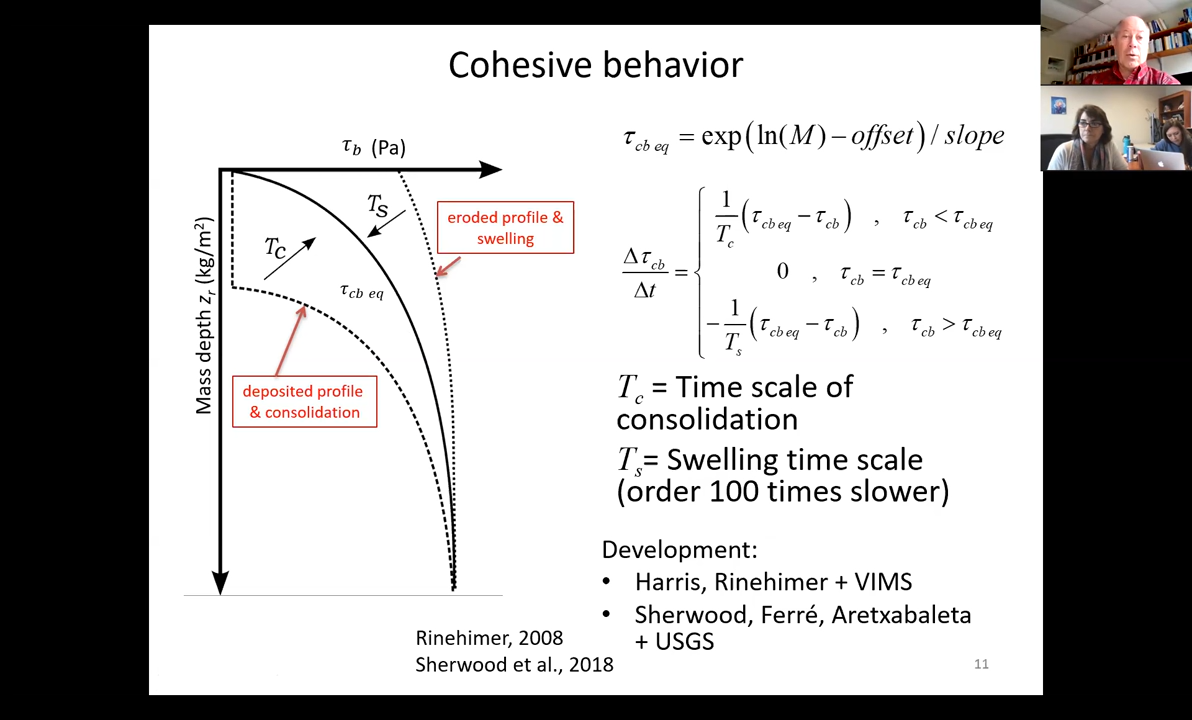 Cohesive behavior
τb (Pa)
Mass depth zr (kg/m²)
Ts
Tc
τcb eq
eroded profile &
swelling
deposited profile
& consolidation
τcb eq = exp(ln(M) − offset) / slope
Δτcb / Δt =
1/Tc (τcb eq − τcb) , τcb < τcb eq
0 , τcb = τcb eq
− 1/Ts (τcb eq − τcb) , τcb > τcb eq
Tc = Time scale of
consolidation
Ts= Swelling time scale
(order 100 times slower)
Development:
• Harris, Rinehimer + VIMS
• Sherwood, Ferré, Aretxabaleta
+ USGS
Rinehimer, 2008
Sherwood et al., 2018
11